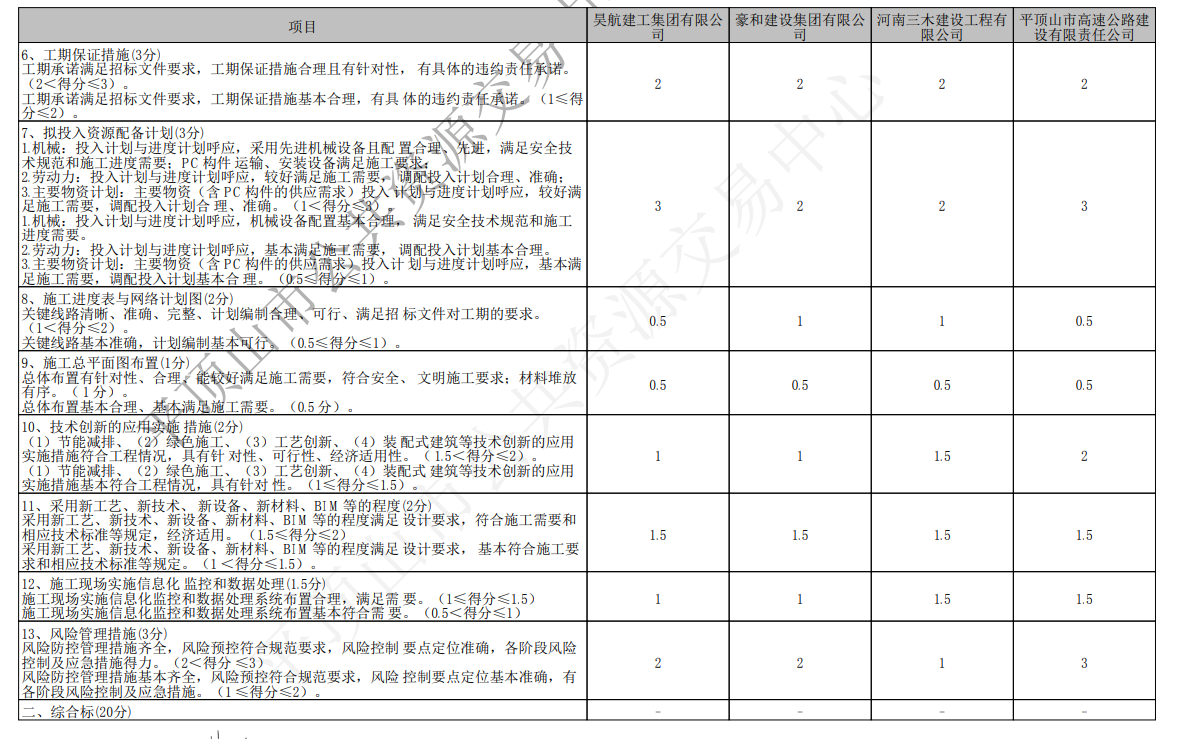 项目
昊航建工集团有限公
司
豪和建设集团有限公
司
河南三木建设工程有
限公司
平顶山市高速公路建
设有限责任公司
6、工期保证措施(3分)
工期承诺满足招标文件要求，工期保证措施合理且有针对性， 有具体的违约责任承诺。
（2＜得分≤3）。
工期承诺满足招标文件要求，工期保证措施基本合理，有具 体的违约责任承诺。（1≤得
分≤2）。
2
2
2
2
7、拟投入资源配备计划(3分)
1.机械：投入计划与进度计划呼应，采用先进机械设备且配 置合理、先进，满足安全技
术规范和施工进度需要；PC 构件 运输、安装设备满足施工要求；
2.劳动力：投入计划与进度计划呼应，较好满足施工需要， 调配投入计划合理、准确；
3.主要物资计划：主要物资（含 PC 构件的供应需求）投入 计划与进度计划呼应，较好满
足施工需要，调配投入计划合 理、准确。（1＜得分≤3）
1.机械：投入计划与进度计划呼应，机械设备配置基本合理， 满足安全技术规范和施工
进度需要。
2.劳动力：投入计划与进度计划呼应，基本满足施工需要， 调配投入计划基本合理。
3.主要物资计划：主要物资（含 PC 构件的供应需求）投入计 划与进度计划呼应，基本满
足施工需要，调配投入计划基本合 理。（0.5≤得分≤1）。
3
2
2
3
8、施工进度表与网络计划图(2分)
关键线路清晰、准确、完整、计划编制合理、可行、满足招 标文件对工期的要求。
（1＜得分≤2）。
关键线路基本准确，计划编制基本可行。（0.5≤得分≤1）。
0.5
1
1
0.5
9、施工总平面图布置(1分)
总体布置有针对性、合理、能较好满足施工需要，符合安全、 文明施工要求；材料堆放
有序。（1 分）。
总体布置基本合理、基本满足施工需要。（0.5 分）。
0.5
0.5
0.5
0.5
10、技术创新的应用实施 措施(2分)
（1）节能减排、（2）绿色施工、（3）工艺创新、（4）装 配式建筑等技术创新的应用
实施措施符合工程情况，具有针 对性、可行性、经济适用性。（ 1.5＜得分≤2）。
（1）节能减排、（2）绿色施工、（3）工艺创新、（4）装配式 建筑等技术创新的应用
实施措施基本符合工程情况，具有针对 性。（1≤得分≤1.5）。
1
1
1.5
2
11、采用新工艺、新技术、 新设备、新材料、BIM 等的程度(2分)
采用新工艺、新技术、新设备、新材料、BIM 等的程度满足 设计要求，符合施工需要和
相应技术标准等规定，经济适用。 （1.5≤得分≤2）
采用新工艺、新技术、新设备、新材料、BIM 等的程度满足 设计要求， 基本符合施工要
求和相应技术标准等规定。（1 ＜得分≤1.5）。
1.5
1.5
1.5
1.5
12、施工现场实施信息化 监控和数据处理(1.5分)
施工现场实施信息化监控和数据处理系统布置合理，满足需 要。（1≤得分≤1.5）
施工现场实施信息化监控和数据处理系统布置基本符合需 要。（0.5＜得分≤1）
1
1
1.5
1.5
13、风险管理措施(3分)
风险防控管理措施齐全，风险预控符合规范要求，风险控制 要点定位准确，各阶段风险
控制及应急措施得力。（2＜得分 ≤3）
风险防控管理措施基本齐全，风险预控符合规范要求，风险 控制要点定位基本准确，有
各阶段风险控制及应急措施。（1 ≤得分≤2）。
2
2
1
3
二、综合标(20分)
-
-
-
-
平顶山市公共资源交易中
平顶山市公共资源交易中心